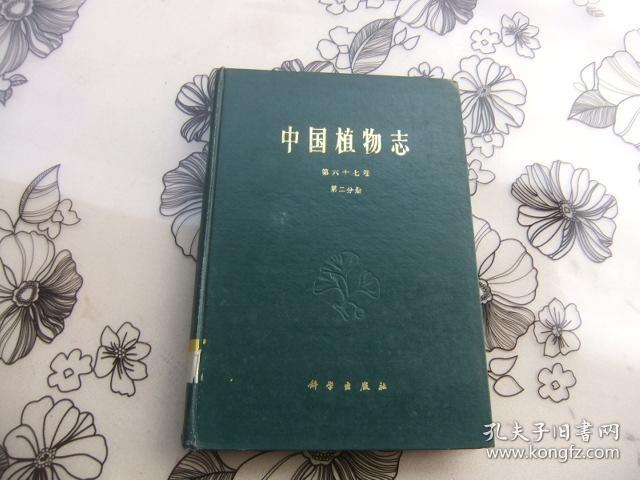 中国植物志
第六十七卷
第二分册
科学出版社
孔夫子旧书网
www.kongfz.com